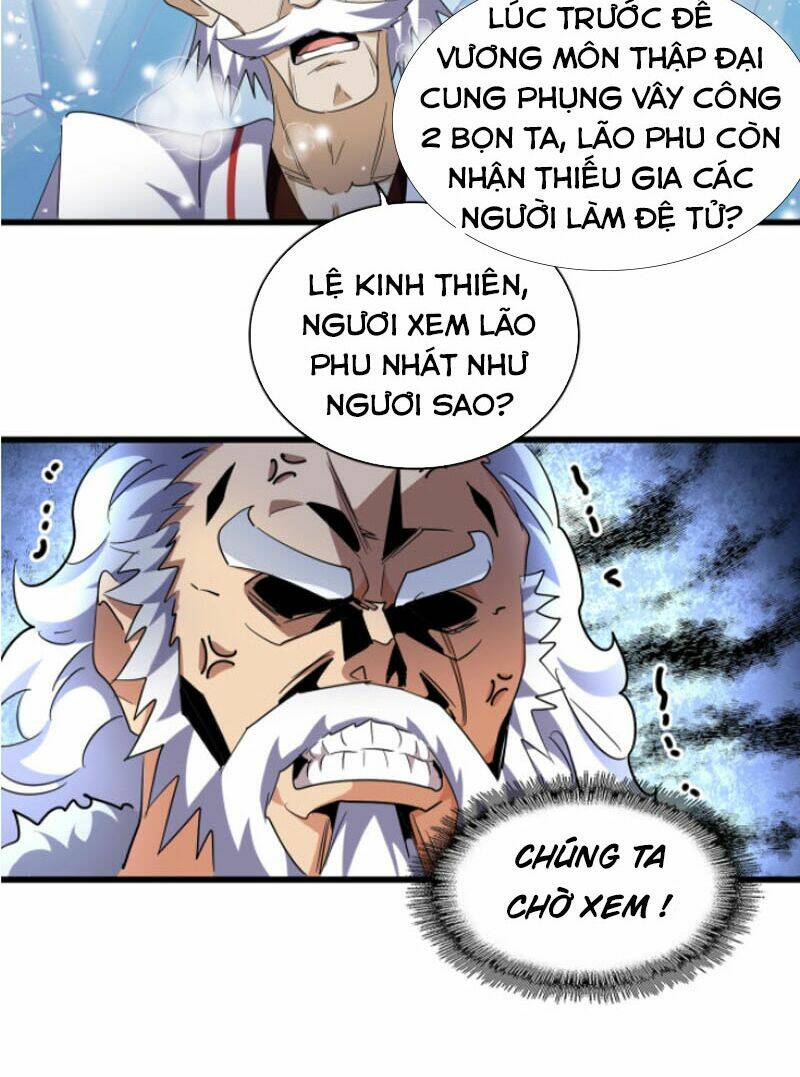 LÚC TRƯỚC ĐẾ
VƯƠNG MÔN THẬP ĐẠI
CUNG PHỤNG VÂY CÔNG
2 BỌN TA, LÃO PHU CÒN
NHẬN THIẾU GIA CÁC
NGƯỜI LÀM ĐỆ TỬ?
LỆ KINH THIÊN,
NGƯƠI XEM LÃO
PHU NHÁT NHƯ
NGƯƠI SAO?
CHÚNG TA
CHỜ XEM !